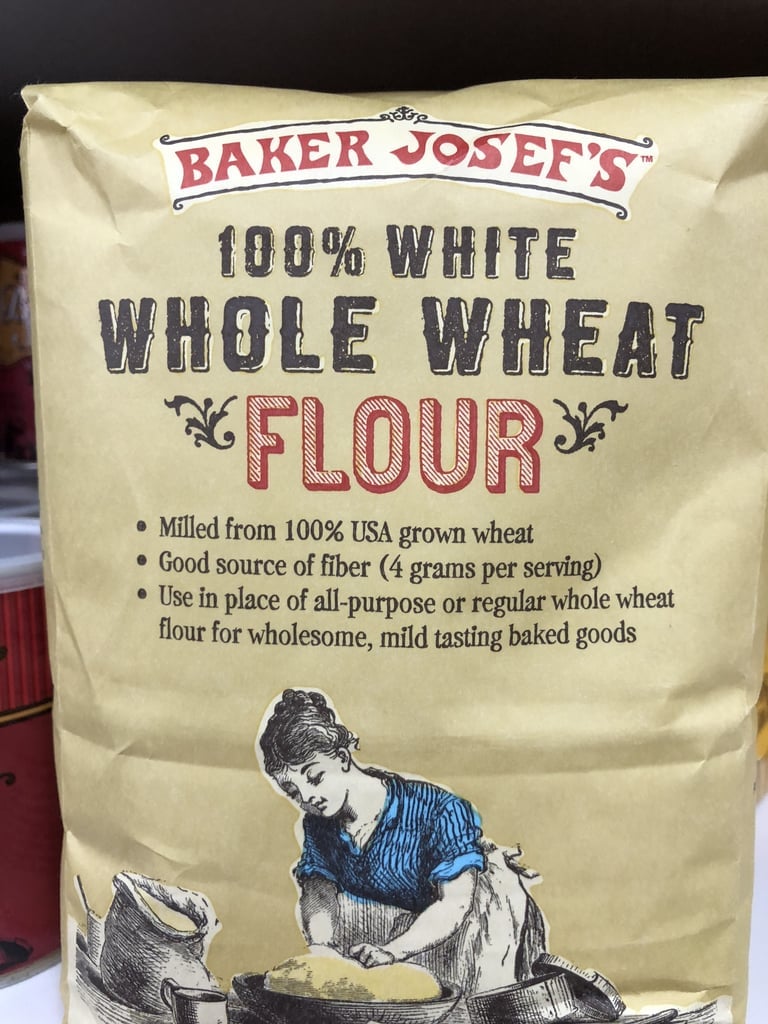 BAKER JOSEF'S™
100% WHITE
WHOLE WHEAT
FLOUR
• Milled from 100% USA grown wheat
• Good source of fiber (4 grams per serving)
• Use in place of all-purpose or regular whole wheat
flour for wholesome, mild tasting baked goods